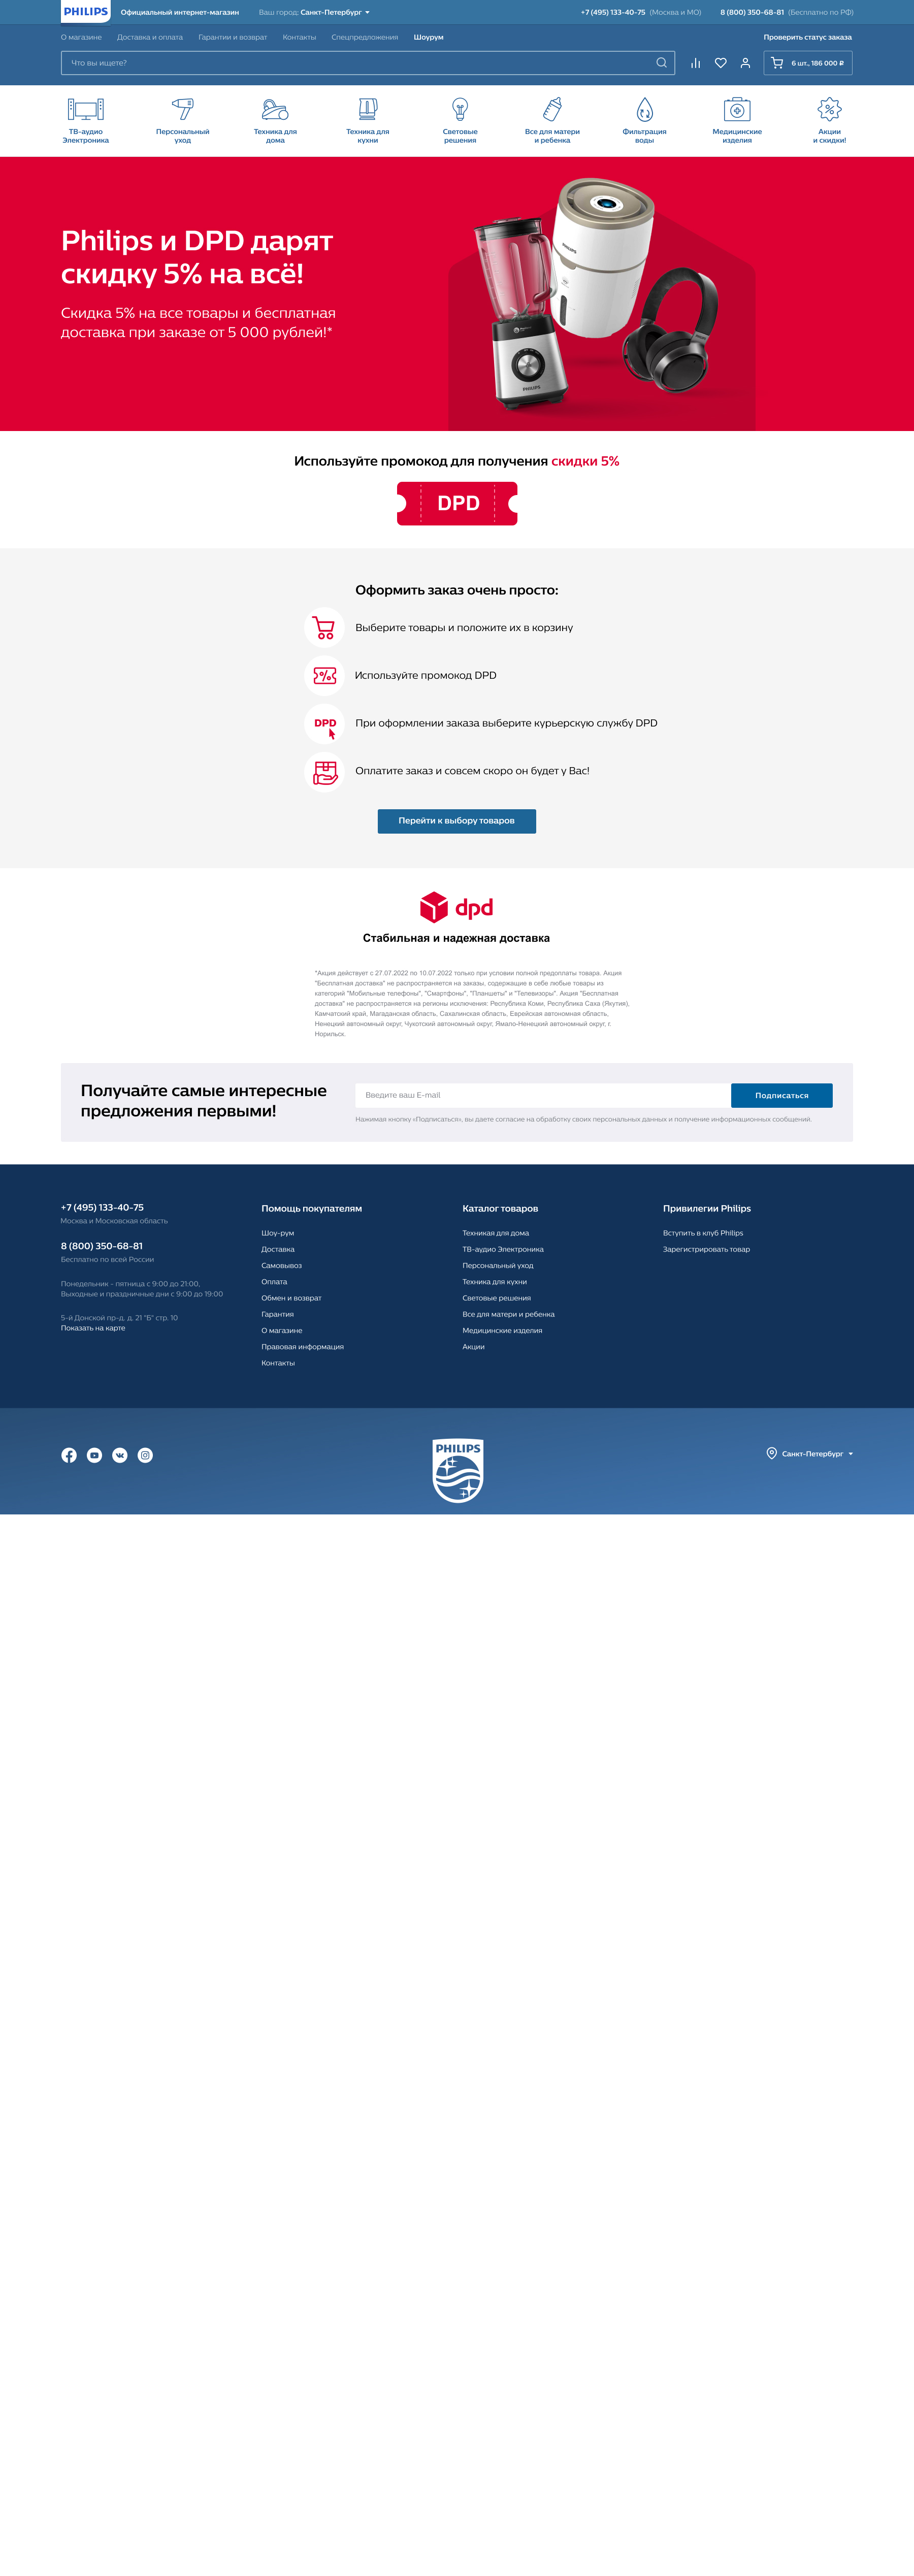 PHILIPS
Официальный интернет-магазин
Ваш город: Санкт-Петербург
+7 (495) 133-40-75 (Москва и МО)
8 (800) 350-68-81 (Бесплатно по РФ)
О магазине
Доставка и оплата
Гарантии и возврат
Контакты
Спецпредложения
Шоурум
Проверить статус заказа
Что вы ищете?
6 шт., 186 000 ₽
ТВ-аудио
Электроника
Персональный
уход
Техника для
дома
Техника для
кухни
Световые
решения
Все для матери
и ребенка
Фильтрация
воды
Медицинские
изделия
Акции
и скидки!
Philips и DPD дарят
скидку 5% на всё!
Скидка 5% на все товары и бесплатная
доставка при заказе от 5 000 рублей!*
PHILIPS
PHILIPS
Используйте промокод для получения скидки 5%
DPD
Оформить заказ очень просто:
Выберите товары и положите их в корзину
Используйте промокод DPD
DPD
При оформлении заказа выберите курьерскую службу DPD
Оплатите заказ и совсем скоро он будет у Вас!
Перейти к выбору товаров
dpd
Стабильная и надежная доставка
*Акция действует с 27.07.2022 по 10.07.2022 только при условии полной предоплаты товара. Акция
"Бесплатная доставка" не распространяется на заказы, содержащие в себе любые товары из
категорий "Мобильные телефоны", "Смартфоны", "Планшеты" и "Телевизоры". Акция "Бесплатная
доставка" не распространяется на регионы исключения: Республика Коми, Республика Саха (Якутия),
Камчатский край, Магаданская область, Сахалинская область, Еврейская автономная область,
Ненецкий автономный округ, Чукотский автономный округ, Ямало-Ненецкий автономный округ, г.
Норильск.
Получайте самые интересные
предложения первыми!
Введите ваш E-mail
Подписаться
Нажимая кнопку «Подписаться», вы даете согласие на обработку своих персональных данных и получение информационных сообщений.
+7 (495) 133-40-75
Москва и Московская область
8 (800) 350-68-81
Бесплатно по всей России
Понедельник - пятница с 9:00 до 21:00,
Выходные и праздничные дни с 9:00 до 19:00
5-й Донской пр-д, д. 21 "Б" стр. 10
Показать на карте
Помощь покупателям
Шоу-рум
Доставка
Самовывоз
Оплата
Обмен и возврат
Гарантия
О магазине
Правовая информация
Контакты
Каталог товаров
Техникая для дома
ТВ-аудио Электроника
Персональный уход
Техника для кухни
Световые решения
Все для матери и ребенка
Медицинские изделия
Акции
Привилегии Philips
Вступить в клуб Philips
Зарегистрировать товар
PHILIPS
Санкт-Петербург